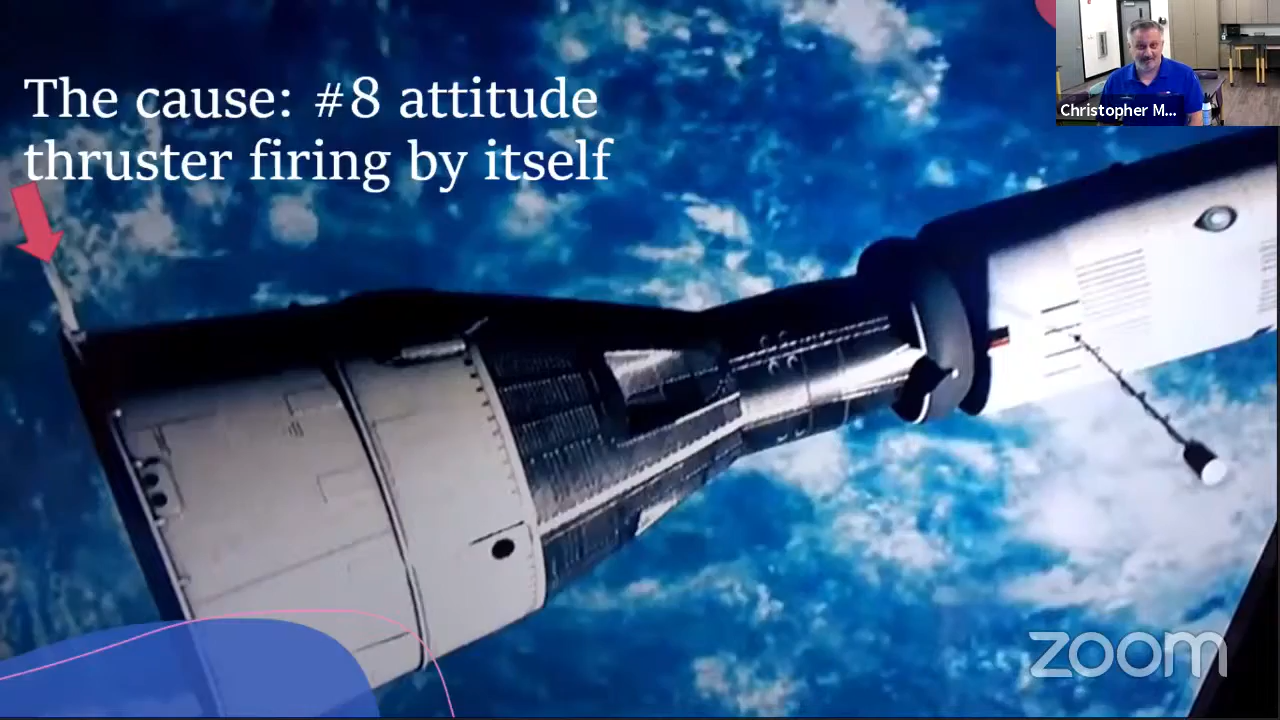 The cause: #8 attitude
thruster firing by itself
Christopher M...
zoom